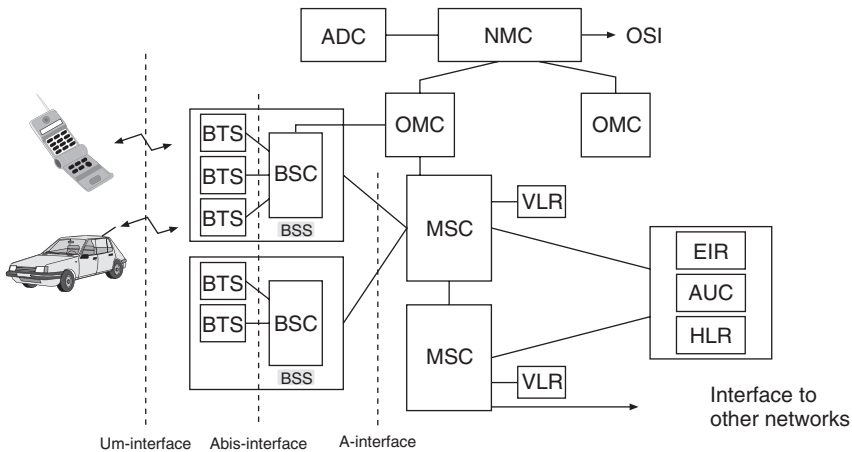 ADC
NMC
OSI
OMC
OMC
BTS
BTS
BTS
BSC
BSS
MSC
VLR
EIR
AUC
HLR
BTS
BTS
BSC
BSS
MSC
VLR
Interface to
other networks
Um-interface
Abis-interface
A-interface